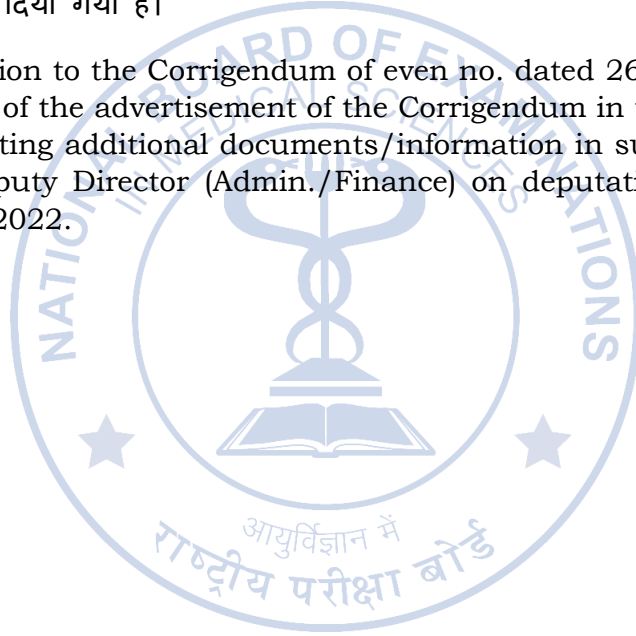 दिया गया है।
tion to the Corrigendum of even no. dated 26
of the advertisement of the Corrigendum in
ting additional documents/information in su
puty Director (Admin./Finance) on deputati
2022.
NATIONAL BOARD OF EXAMINATIONS
IN MEDICAL SCIENCES
आयुर्विज्ञान में
राष्ट्रीय परीक्षा बोर्ड